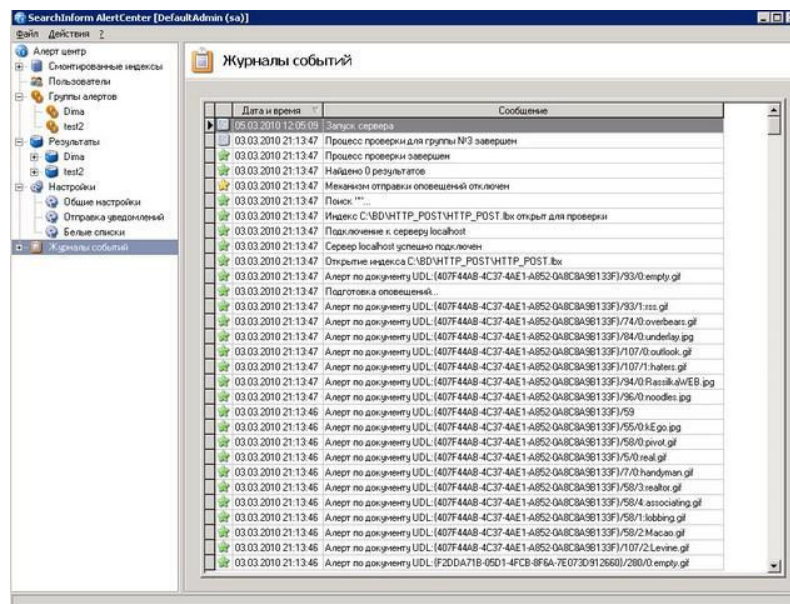 SearchInform AlertCenter [DefaultAdmin (sa)]
Файл Действия ?
Алерт центр
Смонтированные индексы
Пользователи
Группы алертов
Dima
test2
Результаты
Dima
test2
Настройки
Общие настройки
Отправка уведомлений
Белые списки
Журналы событий
Журналы событий
Дата и время Сообщение
05.03.2010 12:05:09 Запуск сервера
03.03.2010 21:13:47 Процесс проверки для группы №3 завершен
03.03.2010 21:13:47 Процесс проверки завершен
03.03.2010 21:13:47 Найдено 0 результатов
03.03.2010 21:13:47 Механизм отправки оповещений отключен
03.03.2010 21:13:47 Поиск ""...
03.03.2010 21:13:47 Индекс C:\BD\HTTP_POST\HTTP_POST.lbx открыт для проверки
03.03.2010 21:13:47 Подключение к серверу localhost
03.03.2010 21:13:47 Сервер localhost успешно подключен
03.03.2010 21:13:47 Открытие индекса C:\BD\HTTP_POST\HTTP_POST.lbx
03.03.2010 21:13:47 Алерт по документу UDL:{407F44AB-4C37-4AE1-A852-0A8C8A9B133F}/93/0:empty.gif
03.03.2010 21:13:47 Подготовка оповещений...
03.03.2010 21:13:47 Алерт по документу UDL:{407F44AB-4C37-4AE1-A852-0A8C8A9B133F}/93/1:rss.gif
03.03.2010 21:13:47 Алерт по документу UDL:{407F44AB-4C37-4AE1-A852-0A8C8A9B133F}/74/0:overbears.gif
03.03.2010 21:13:47 Алерт по документу UDL:{407F44AB-4C37-4AE1-A852-0A8C8A9B133F}/84/0:underlay.jpg
03.03.2010 21:13:47 Алерт по документу UDL:{407F44AB-4C37-4AE1-A852-0A8C8A9B133F}/107/0:outlook.gif
03.03.2010 21:13:47 Алерт по документу UDL:{407F44AB-4C37-4AE1-A852-0A8C8A9B133F}/107/1:haters.gif
03.03.2010 21:13:47 Алерт по документу UDL:{407F44AB-4C37-4AE1-A852-0A8C8A9B133F}/94/0:RassilkaWEB.jpg
03.03.2010 21:13:47 Алерт по документу UDL:{407F44AB-4C37-4AE1-A852-0A8C8A9B133F}/96/0:noodles.jpg
03.03.2010 21:13:46 Алерт по документу UDL:{407F44AB-4C37-4AE1-A852-0A8C8A9B133F}/59
03.03.2010 21:13:46 Алерт по документу UDL:{407F44AB-4C37-4AE1-A852-0A8C8A9B133F}/55/0:kEgo.jpg
03.03.2010 21:13:46 Алерт по документу UDL:{407F44AB-4C37-4AE1-A852-0A8C8A9B133F}/58/0:pivot.gif
03.03.2010 21:13:46 Алерт по документу UDL:{407F44AB-4C37-4AE1-A852-0A8C8A9B133F}/5/0:real.gif
03.03.2010 21:13:46 Алерт по документу UDL:{407F44AB-4C37-4AE1-A852-0A8C8A9B133F}/7/0:handyman.gif
03.03.2010 21:13:46 Алерт по документу UDL:{407F44AB-4C37-4AE1-A852-0A8C8A9B133F}/58/3:realtor.gif
03.03.2010 21:13:46 Алерт по документу UDL:{407F44AB-4C37-4AE1-A852-0A8C8A9B133F}/58/4:associating.gif
03.03.2010 21:13:46 Алерт по документу UDL:{407F44AB-4C37-4AE1-A852-0A8C8A9B133F}/58/1:lobbing.gif
03.03.2010 21:13:46 Алерт по документу UDL:{407F44AB-4C37-4AE1-A852-0A8C8A9B133F}/58/2:Macao.gif
03.03.2010 21:13:46 Алерт по документу UDL:{407F44AB-4C37-4AE1-A852-0A8C8A9B133F}/107/2:Levine.gif
03.03.2010 21:13:46 Алерт по документу UDL:{F2DDA71B-05D1-4FCB-8F6A-7E073D912660}/280/0:empty.gif